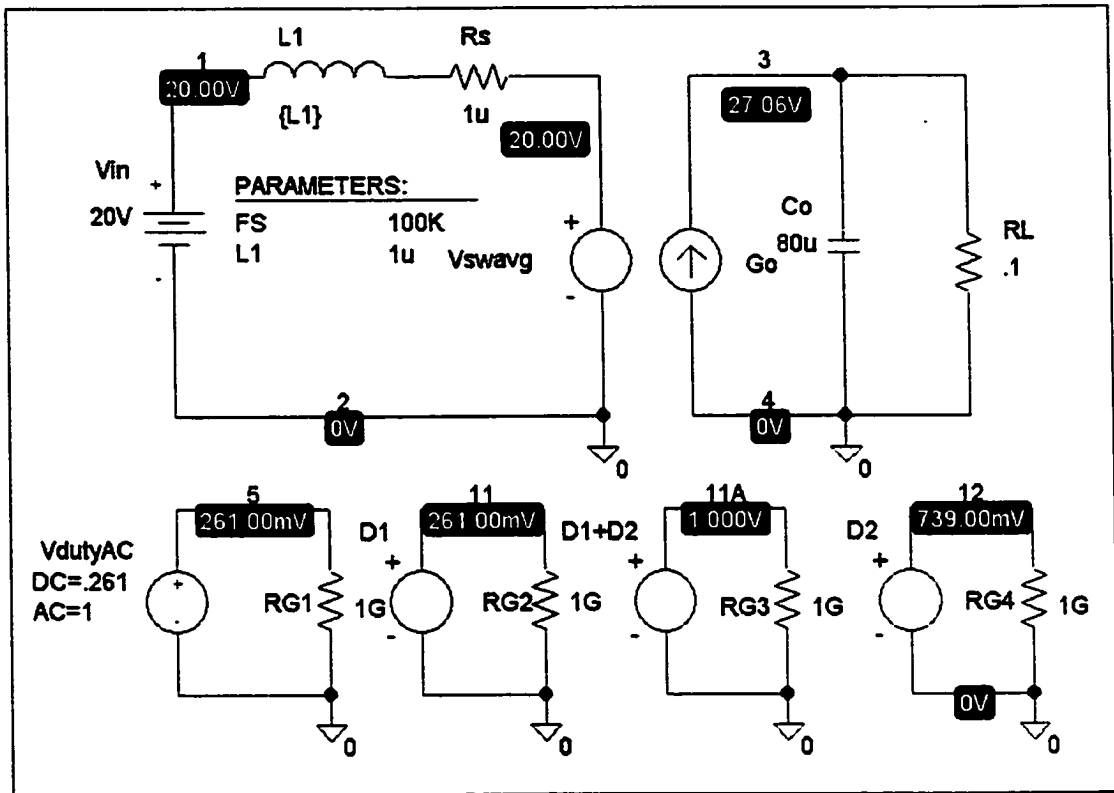 L1
Rs
1
3
20.00V
{L1}
1u
27.06V
20.00V
Vin
+
20V
-
PARAMETERS:
FS 100K
L1 1u
Vswavg
+
-
Go
Co
80u
RL
.1
2
0V
0
4
0V
0
5
261.00mV
11
261.00mV
11A
1.000V
12
739.00mV
VdutyAC
DC=.261
AC=1
+
-
RG1
1G
0
D1
+
-
RG2
1G
0
D1+D2
+
-
RG3
1G
0
D2
+
-
RG4
1G
0V
0